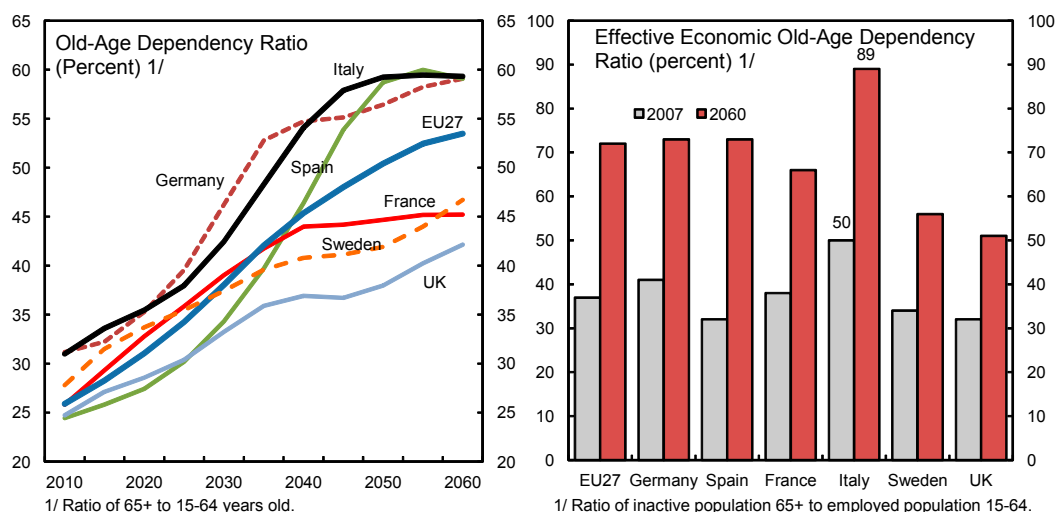 Old-Age Dependency Ratio
(Percent) 1/
65
60
55
50
45
40
35
30
25
20
65
60
55
50
45
40
35
30
25
20
Italy
EU27
Germany
Spain
France
Sweden
UK
2010
2020
2030
2040
2050
2060
1/ Ratio of 65+ to 15-64 years old.
Effective Economic Old-Age Dependency
Ratio (percent) 1/
100
90
80
70
60
50
40
30
20
10
0
100
90
80
70
60
50
40
30
20
10
0
2007
2060
89
50
EU27
Germany
Spain
France
Italy
Sweden
UK
1/ Ratio of inactive population 65+ to employed population 15-64.